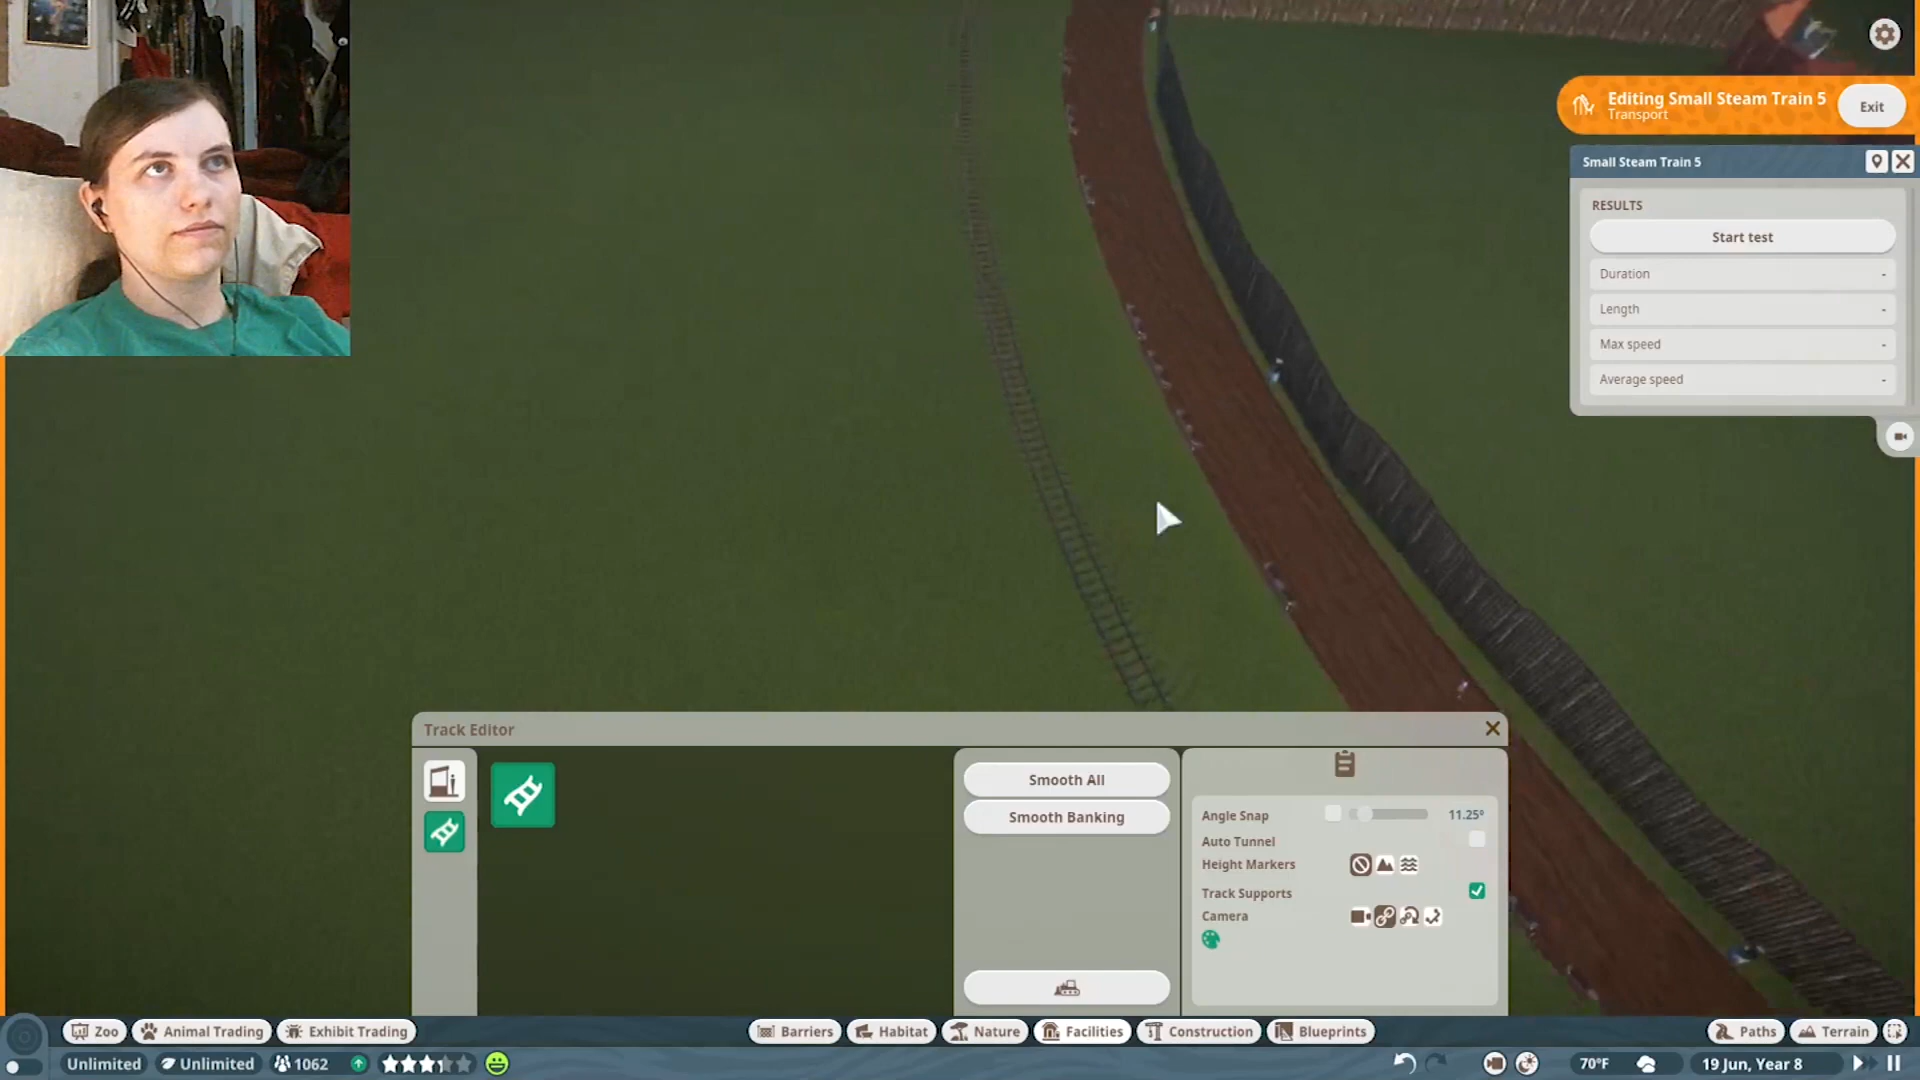 Editing Small Steam Train 5
Transport
Exit
Small Steam Train 5
RESULTS
Start test
Duration -
Length -
Max speed -
Average speed -
Track Editor
Smooth All
Smooth Banking
Angle Snap 11.25°
Auto Tunnel
Height Markers
Track Supports
Camera
Zoo
Animal Trading
Exhibit Trading
Barriers
Habitat
Nature
Facilities
Construction
Blueprints
Paths
Terrain
Unlimited
Unlimited
1062
70°F
19 Jun, Year 8